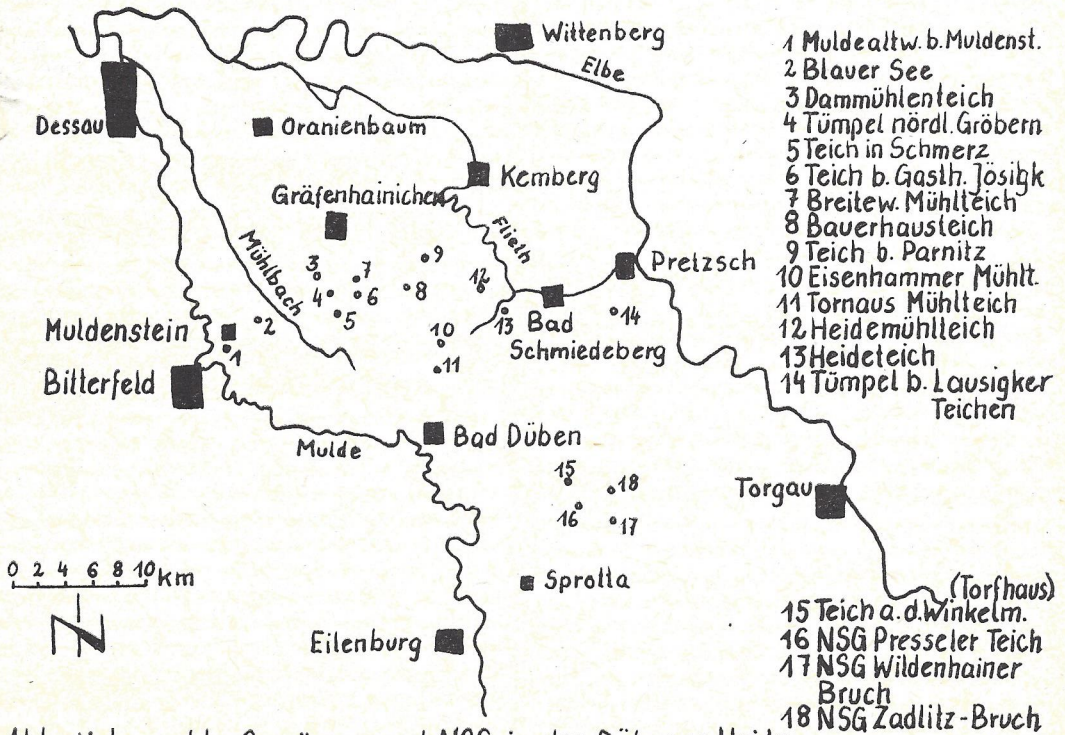 Wittenberg
Elbe
Dessau
Oranienbaum
Kemberg
Gräfenhainichen
Flieth
Mühlbach
Pretzsch
Bad
Schmiedeberg
Muldenstein
Bitterfeld
Mulde
Bad Düben
Torgau
Sprotta
Eilenburg
3
7
9
4
6
8
5
12
13
14
2
1
10
11
15
18
16
17
0 2 4 6 8 10 km
N
1 Muldealtw. b. Muldenst.
2 Blauer See
3 Dammühlenteich
4 Tümpel nördl. Gröbern
5 Teich in Schmerz
6 Teich b. Gasth. Jösigk
7 Breitew. Mühlteich
8 Bauerhausteich
9 Teich b. Parnitz
10 Eisenhammer Mühlt.
11 Tornaus Mühlteich
12 Heidemühlteich
13 Heideteich
14 Tümpel b. Lausigker
Teichen
(Torfhaus)
15 Teich a. d. Winkelm.
16 NSG Presseler Teich
17 NSG Wildenhainer
Bruch
18 NSG Zadlitz-Bruch